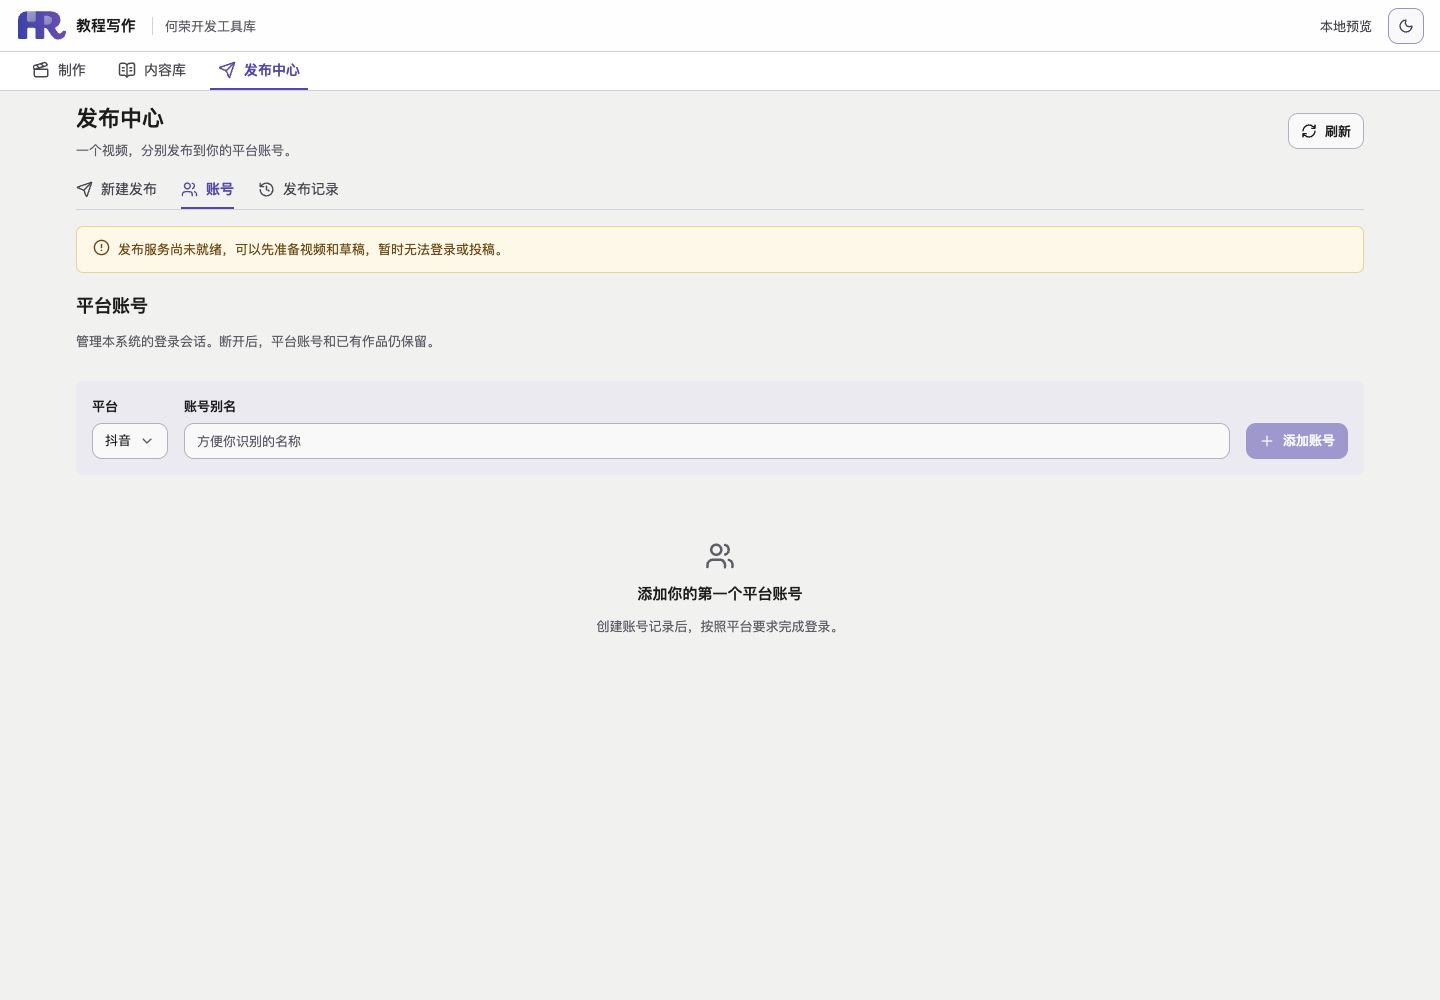 HR 教程写作 何荣开发工具库 本地预览
制作 内容库 发布中心
发布中心
刷新
一个视频，分别发布到你的平台账号。
新建发布 账号 发布记录
发布服务尚未就绪，可以先准备视频和草稿，暂时无法登录或投稿。
平台账号
管理本系统的登录会话。断开后，平台账号和已有作品仍保留。
平台 账号别名
抖音 方便你识别的名称 添加账号
添加你的第一个平台账号
创建账号记录后，按照平台要求完成登录。